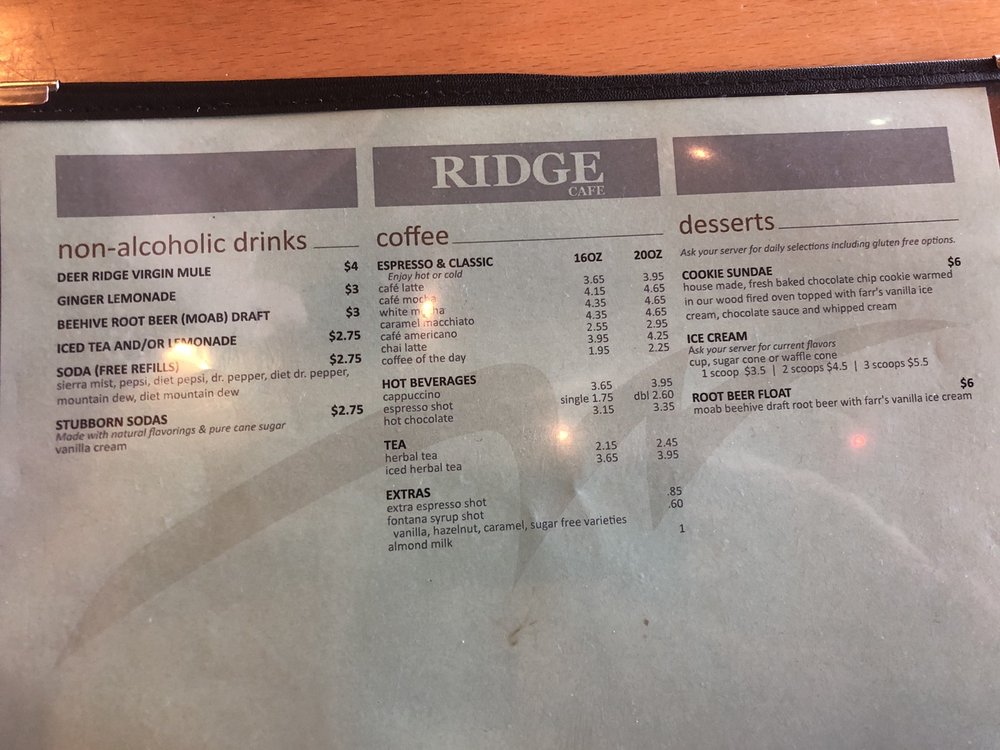 RIDGE
CAFE
non-alcoholic drinks
DEER RIDGE VIRGIN MULE $4
GINGER LEMONADE $3
BEEHIVE ROOT BEER (MOAB) DRAFT $3
ICED TEA AND/OR LEMONADE $2.75
SODA (FREE REFILLS) $2.75
sierra mist, pepsi, diet pepsi, dr. pepper, diet dr. pepper,
mountain dew, diet mountain dew
STUBBORN SODAS $2.75
Made with natural flavorings & pure cane sugar
vanilla cream
coffee
ESPRESSO & CLASSIC 16OZ 20OZ
Enjoy hot or cold
café latte 3.65 3.95
café mocha 4.15 4.65
white mocha 4.35 4.65
caramel macchiato 4.35 4.65
café americano 2.55 2.95
chai latte 3.95 4.25
coffee of the day 1.95 2.25
HOT BEVERAGES
cappuccino 3.65 3.95
espresso shot single 1.75 dbl 2.60
hot chocolate 3.15 3.35
TEA
herbal tea 2.15 2.45
iced herbal tea 3.65 3.95
EXTRAS
extra espresso shot .85
fontana syrup shot .60
vanilla, hazelnut, caramel, sugar free varieties
almond milk 1
desserts
Ask your server for daily selections including gluten free options.
COOKIE SUNDAE $6
house made, fresh baked chocolate chip cookie warmed
in our wood fired oven topped with farr's vanilla ice
cream, chocolate sauce and whipped cream
ICE CREAM
Ask your server for current flavors
cup, sugar cone or waffle cone
1 scoop $3.5 | 2 scoops $4.5 | 3 scoops $5.5
ROOT BEER FLOAT $6
moab beehive draft root beer with farr's vanilla ice cream